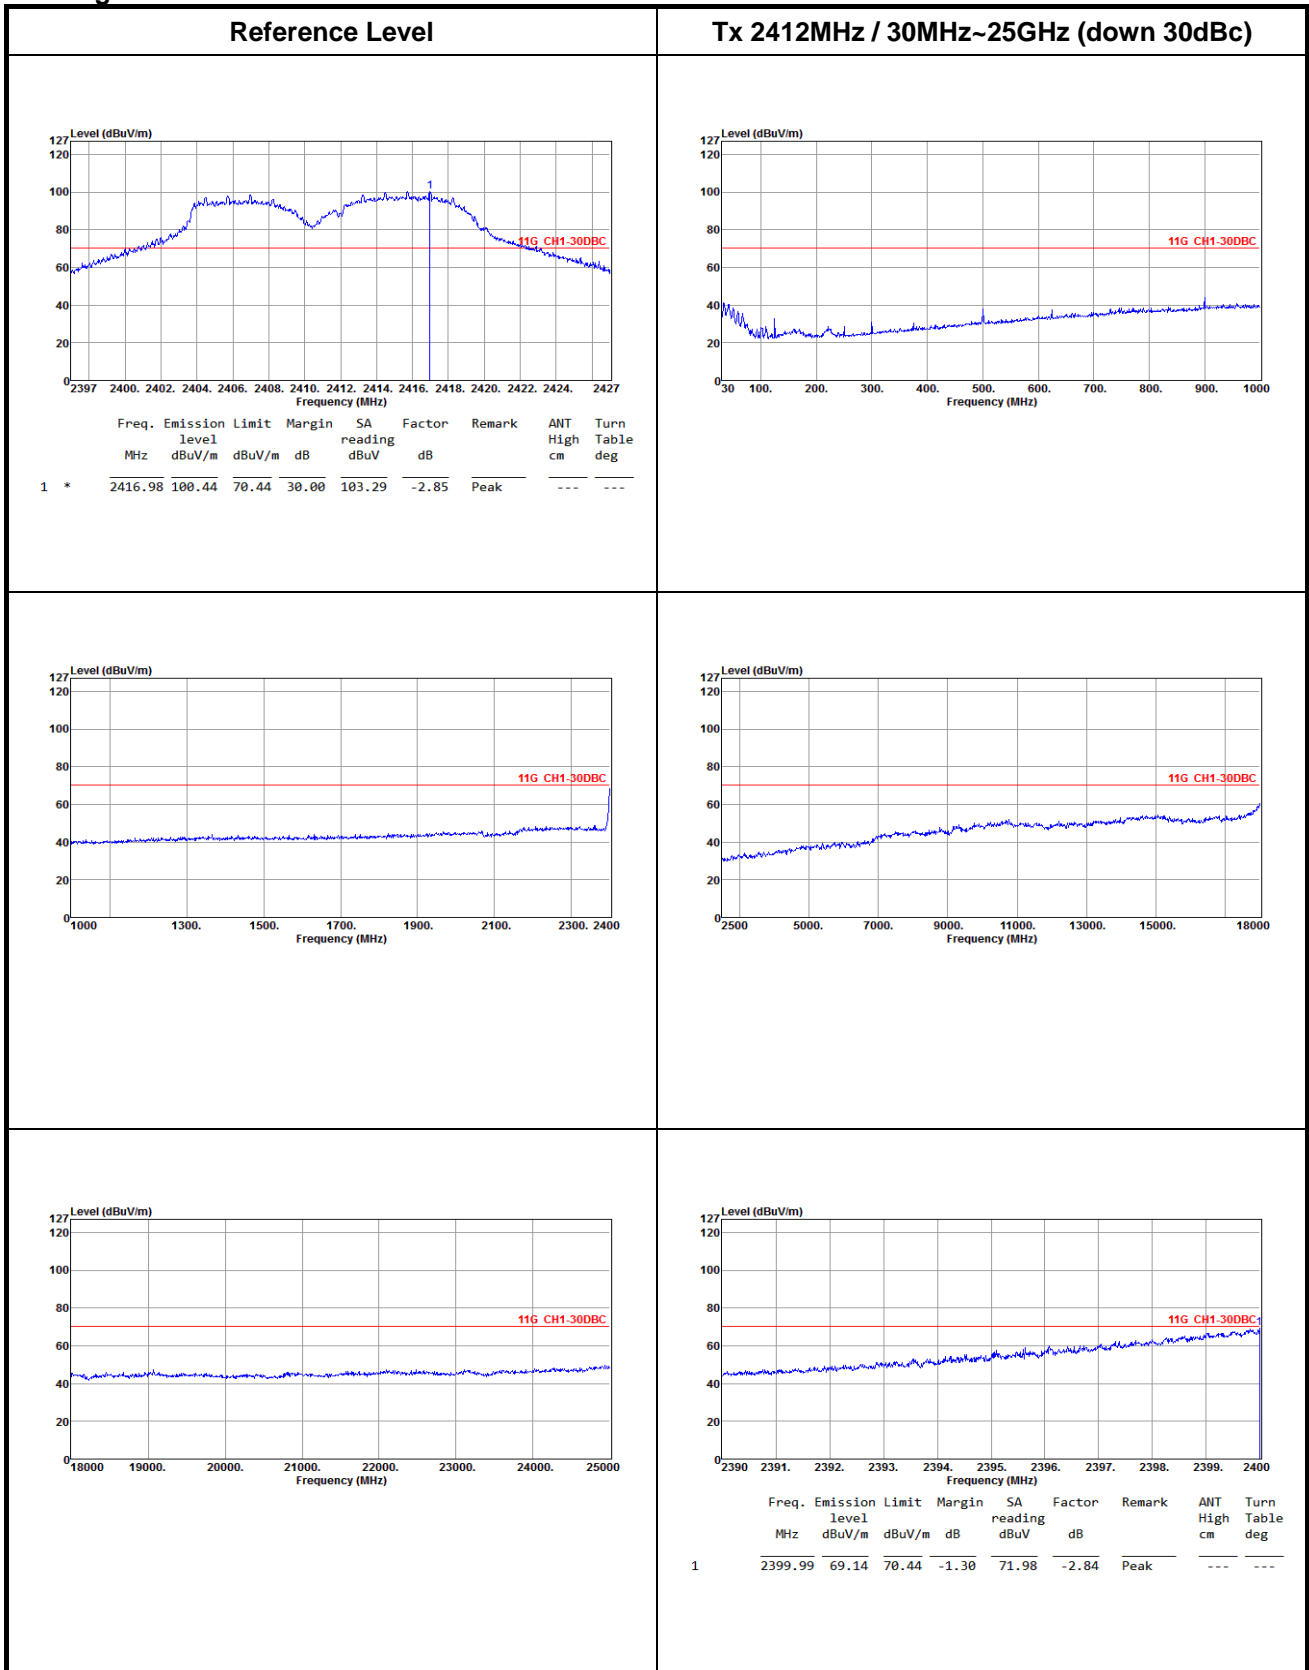 Reference Level
Tx 2412MHz / 30MHz~25GHz (down 30dBc)
Level (dBuV/m)
127
120
100
80
60
40
20
0
11G CH1-30DBC
1
2397 2400. 2402. 2404. 2406. 2408. 2410. 2412. 2414. 2416. 2418. 2420. 2422. 2424. 2427
Frequency (MHz)
Freq. Emission Limit Margin SA Factor Remark ANT Turn
level reading High Table
MHz dBuV/m dBuV/m dB dBuV dB cm deg
1 * 2416.98 100.44 70.44 30.00 103.29 -2.85 Peak --- ---
Level (dBuV/m)
127
120
100
80
60
40
20
0
11G CH1-30DBC
30 100. 200. 300. 400. 500. 600. 700. 800. 900. 1000
Frequency (MHz)
Level (dBuV/m)
127
120
100
80
60
40
20
0
11G CH1-30DBC
1000 1300. 1500. 1700. 1900. 2100. 2300. 2400
Frequency (MHz)
Level (dBuV/m)
127
120
100
80
60
40
20
0
11G CH1-30DBC
2500 5000. 7000. 9000. 11000. 13000. 15000. 18000
Frequency (MHz)
Level (dBuV/m)
127
120
100
80
60
40
20
0
11G CH1-30DBC
18000 19000. 20000. 21000. 22000. 23000. 24000. 25000
Frequency (MHz)
Level (dBuV/m)
127
120
100
80
60
40
20
0
11G CH1-30DBC
1
2390 2391. 2392. 2393. 2394. 2395. 2396. 2397. 2398. 2399. 2400
Frequency (MHz)
Freq. Emission Limit Margin SA Factor Remark ANT Turn
level reading High Table
MHz dBuV/m dBuV/m dB dBuV dB cm deg
1 2399.99 69.14 70.44 -1.30 71.98 -2.84 Peak --- ---